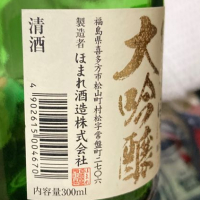 大吟醸
福島県喜多方市松山町村松字常盤町二七〇六
製造者 ほまれ酒造株式会社
清酒
4902615004670
内容量300ml